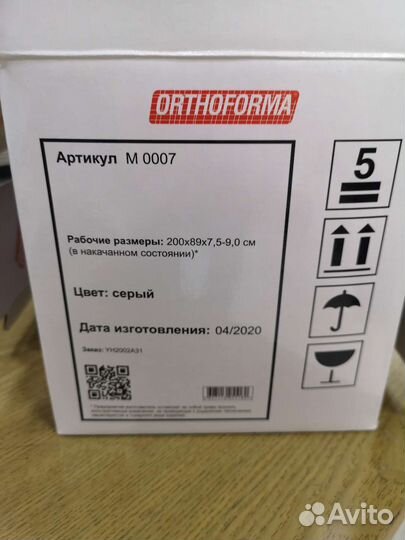 ORTHOFORMA
Артикул М 0007
Рабочие размеры: 200х89х7,5-9,0 см
(в накачанном состоянии)*
Цвет: серый
Дата изготовления: 04/2020
Заказ: YH2002A31
5
Avito